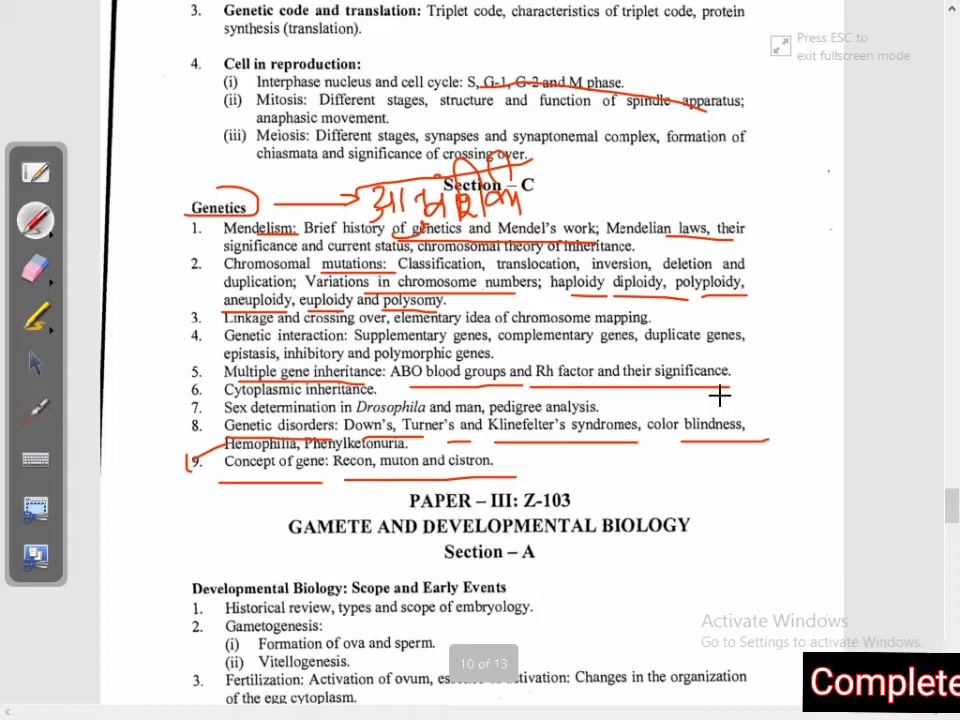 3. Genetic code and translation: Triplet code, characteristics of triplet code, protein
synthesis (translation).
Press ESC to
exit fullscreen mode
4. Cell in reproduction:
(i) Interphase nucleus and cell cycle: S, G-1, G-2 and M phase.
(ii) Mitosis: Different stages, structure and function of spindle apparatus;
anaphasic movement.
(iii) Meiosis: Different stages, synapses and synaptonemal complex, formation of
chiasmata and significance of crossing over.
Section – C
Genetics
1. Mendelism: Brief history of genetics and Mendel's work; Mendelian laws, their
significance and current status, chromosomal theory of inheritance.
2. Chromosomal mutations: Classification, translocation, inversion, deletion and
duplication; Variations in chromosome numbers; haploidy diploidy, polyploidy,
aneuploidy, euploidy and polysomy.
3. Linkage and crossing over, elementary idea of chromosome mapping.
4. Genetic interaction: Supplementary genes, complementary genes, duplicate genes,
epistasis, inhibitory and polymorphic genes.
5. Multiple gene inheritance: ABO blood groups and Rh factor and their significance.
6. Cytoplasmic inheritance.
7. Sex determination in Drosophila and man, pedigree analysis.
8. Genetic disorders: Down's, Turner's and Klinefelter's syndromes, color blindness,
Hemophilia, Phenylketonuria.
9. Concept of gene: Recon, muton and cistron.
PAPER – III: Z-103
GAMETE AND DEVELOPMENTAL BIOLOGY
Section – A
Developmental Biology: Scope and Early Events
1. Historical review, types and scope of embryology.
2. Gametogenesis:
(i) Formation of ova and sperm.
(ii) Vitellogenesis.
10 of 13
3. Fertilization: Activation of ovum, Changes in the organization
of the egg cytoplasm.
Activate Windows
Go to Settings to activate Windows.
Complete